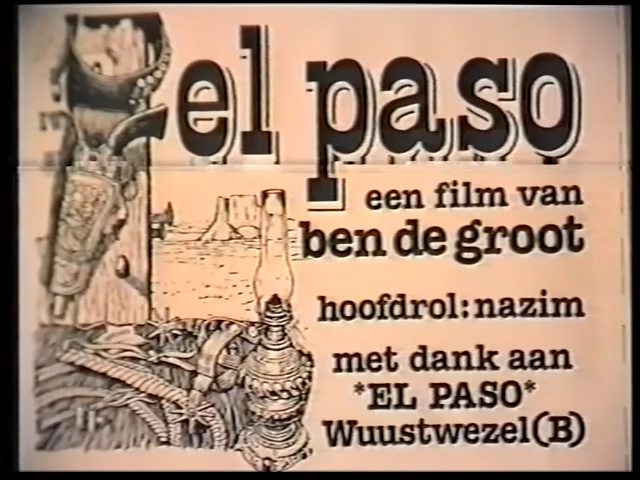 el paso
een film van
ben de groot
hoofdrol: nazim
met dank aan
*EL PASO*
Wuustwezel(B)